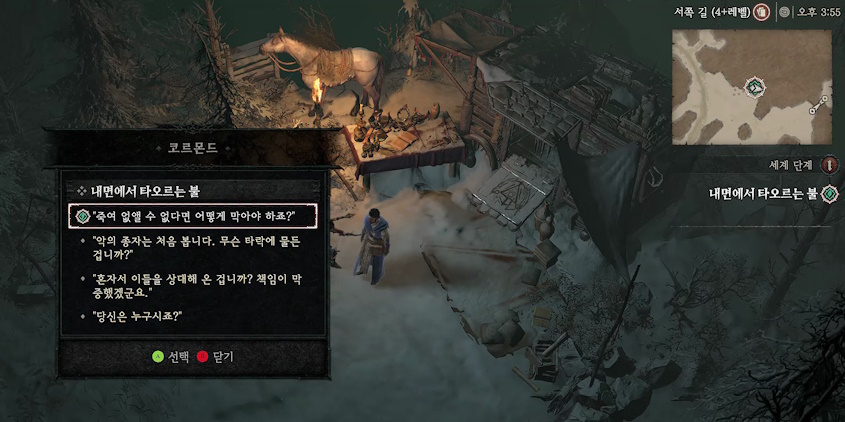 서쪽 길 (4+레벨)
오후 3:55
코르몬드
내면에서 타오르는 불
"죽여 없앨 수 없다면 어떻게 막아야 하죠?"
"악의 종자는 처음 봅니다. 무슨 타락에 물든
겁니까?"
"혼자서 이들을 상대해 온 겁니까? 책임이 막
중했겠군요."
"당신은 누구시죠?"
A 선택 B 닫기
세계 단계
내면에서 타오르는 불